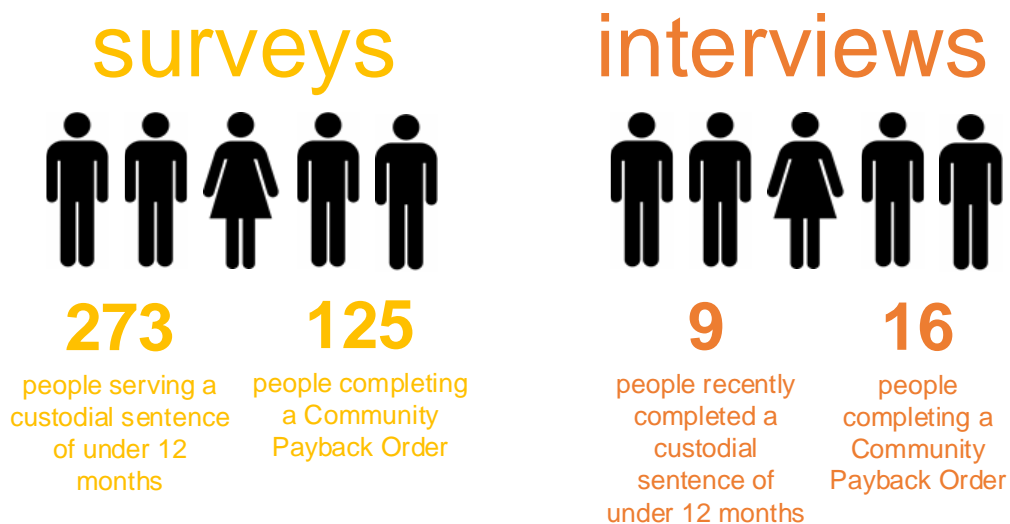 surveys
273
people serving a
custodial sentence
of under 12
months
125
people completing
a Community
Payback Order
interviews
9
people recently
completed a
custodial
sentence of
under 12 months
16
people
completing a
Community
Payback Order